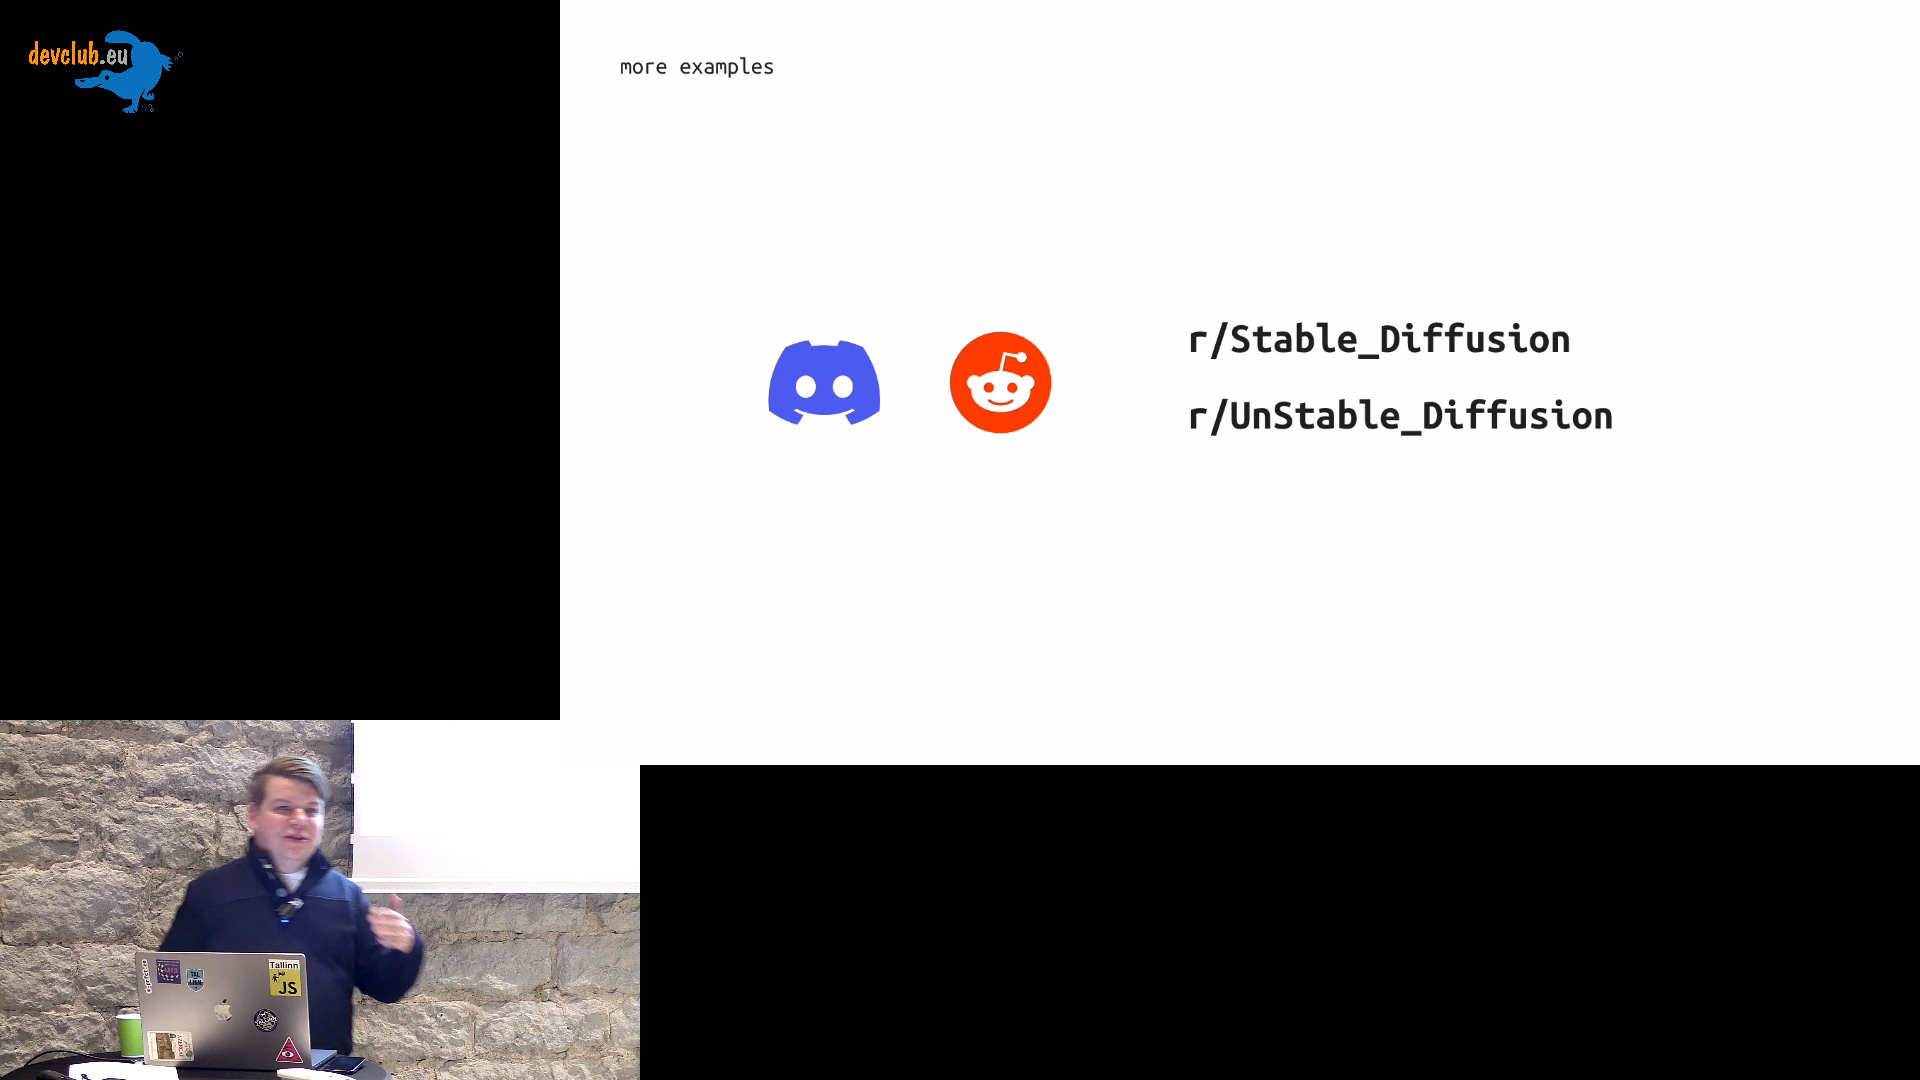 devclub.eu
more examples
r/Stable_Diffusion
r/UnStable_Diffusion
Tallinn
JS